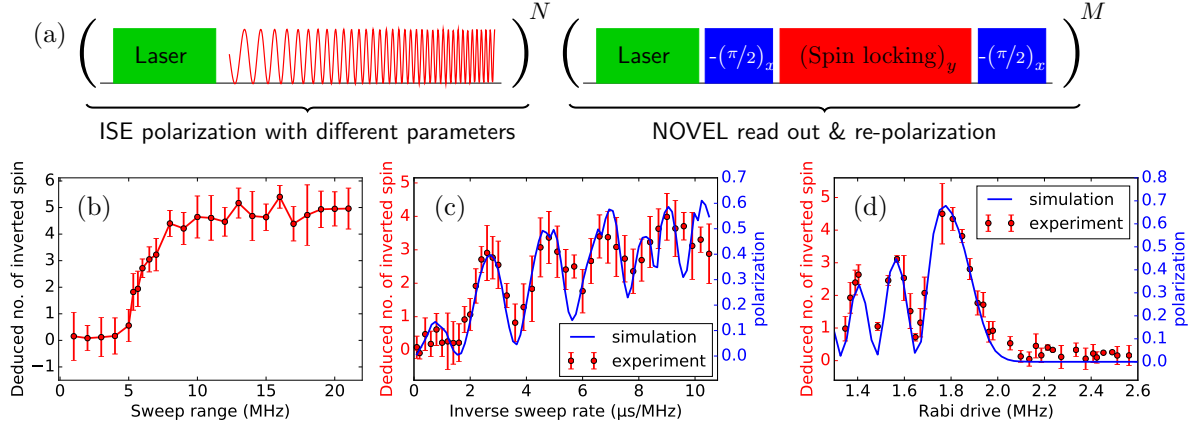 (a)
( Laser )N
( Laser -(π/2)x (Spin locking)y -(π/2)x )M
ISE polarization with different parameters
NOVEL read out & re-polarization
(b)
Deduced no. of inverted spin
6
5
4
3
2
1
0
−1
0 5 10 15 20
Sweep range (MHz)
(c)
Deduced no. of inverted spin
5
4
3
2
1
0
0 2 4 6 8 10
Inverse sweep rate (µs/MHz)
0.7
0.6
0.5
0.4
0.3
0.2
0.1
0.0
polarization
simulation
experiment
(d)
Deduced no. of inverted spin
5
4
3
2
1
0
1.4 1.6 1.8 2.0 2.2 2.4 2.6
Rabi drive (MHz)
0.8
0.7
0.6
0.5
0.4
0.3
0.2
0.1
0.0
polarization
simulation
experiment